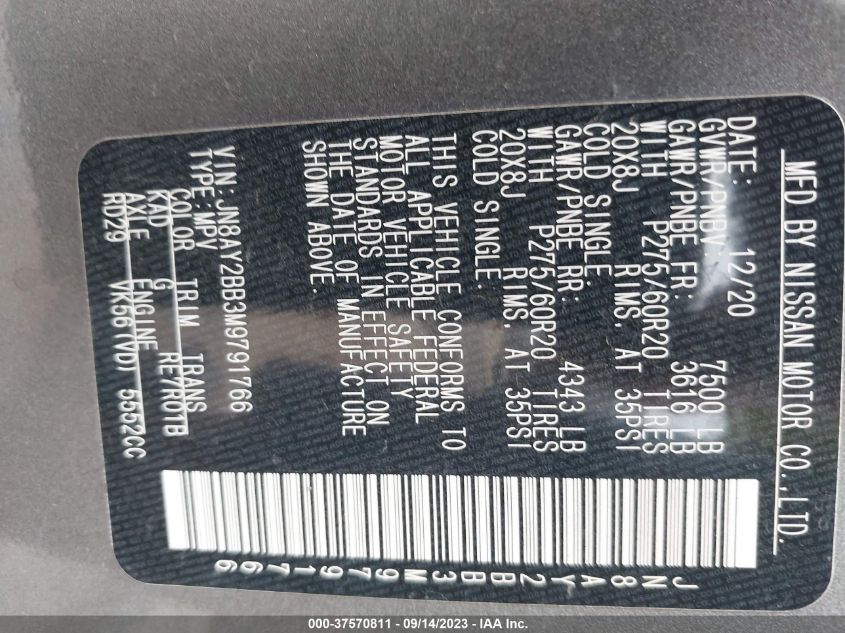 MFD BY NISSAN MOTOR CO.,LTD.
DATE: 12/20
GVWR/PNBV: 7500 LB
GAWR/PNBE FR: 3616 LB
WITH P275/60R20 TIRES
20X8J RIMS, AT 35PSI
COLD SINGLE.
GAWR/PNBE RR: 4343 LB
WITH P275/60R20 TIRES
20X8J RIMS, AT 35PSI
COLD SINGLE.
THIS VEHICLE CONFORMS TO
ALL APPLICABLE FEDERAL
MOTOR VEHICLE SAFETY
STANDARDS IN EFFECT ON
THE DATE OF MANUFACTURE
SHOWN ABOVE.
VIN: JN8AY2BB3M9791766
TYPE: MPV
COLOR TRIM TRANS
KAD G RE7R01B
AXLE ENGINE
RD29 VK56(VD) 5552CC
JN8AY2BB3M9791766
000-37570811 - 09/14/2023 - IAA Inc.